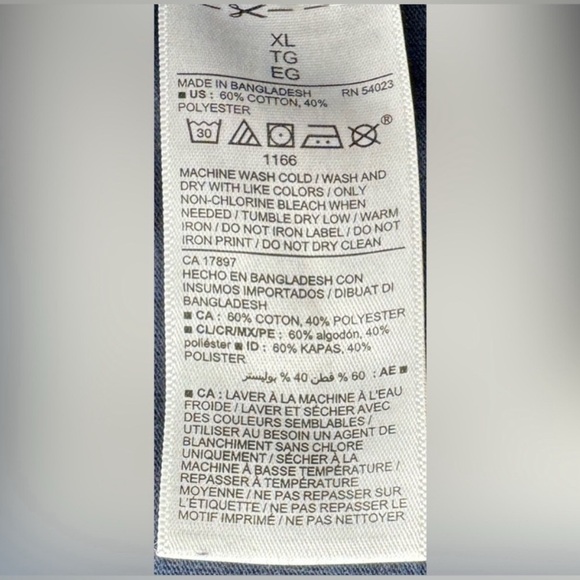 XL
TG
EG
MADE IN BANGLADESH RN 54023
■ US : 60% COTTON, 40%
POLYESTER
30 ®
1166
MACHINE WASH COLD / WASH AND
DRY WITH LIKE COLORS / ONLY
NON-CHLORINE BLEACH WHEN
NEEDED / TUMBLE DRY LOW / WARM
IRON / DO NOT IRON LABEL / DO NOT
IRON PRINT / DO NOT DRY CLEAN
CA 17897
HECHO EN BANGLADESH CON
INSUMOS IMPORTADOS / DIBUAT DI
BANGLADESH
■ CA : 60% COTON, 40% POLYESTER
■ CL/CR/MX/PE : 60% algodón, 40%
poliéster ■ ID : 60% KAPAS, 40%
POLISTER
■ AE : 60 % قطن 40 % بوليستر
■ CA : LAVER À LA MACHINE À L'EAU
FROIDE / LAVER ET SÉCHER AVEC
DES COULEURS SEMBLABLES /
UTILISER AU BESOIN UN AGENT DE
BLANCHIMENT SANS CHLORE
UNIQUEMENT / SÉCHER À LA
MACHINE À BASSE TEMPÉRATURE /
REPASSER À TEMPÉRATURE
MOYENNE / NE PAS REPASSER SUR
L'ÉTIQUETTE / NE PAS REPASSER LE
MOTIF IMPRIMÉ / NE PAS NETTOYER